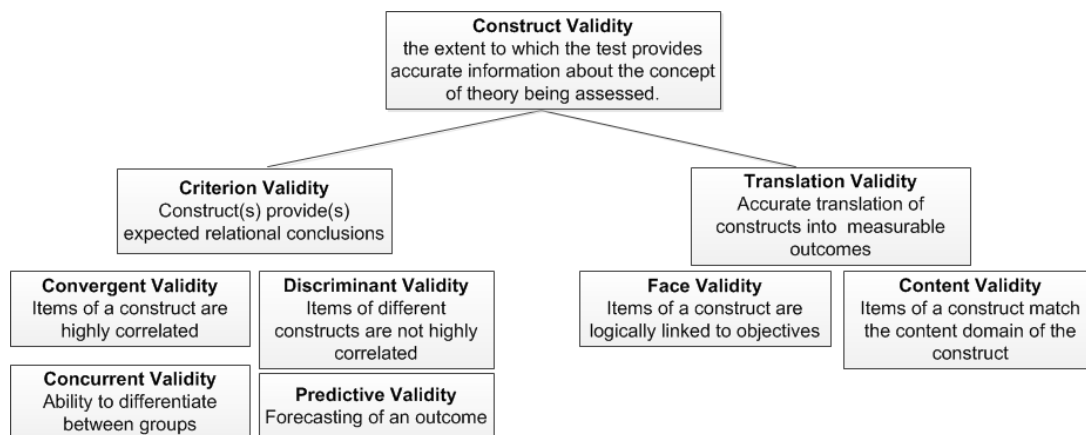 Construct Validity
the extent to which the test provides
accurate information about the concept
of theory being assessed.
Criterion Validity
Construct(s) provide(s)
expected relational conclusions
Translation Validity
Accurate translation of
constructs into measurable
outcomes
Convergent Validity
Items of a construct are
highly correlated
Discriminant Validity
Items of different
constructs are not highly
correlated
Face Validity
Items of a construct are
logically linked to objectives
Content Validity
Items of a construct match
the content domain of the
construct
Concurrent Validity
Ability to differentiate
between groups
Predictive Validity
Forecasting of an outcome